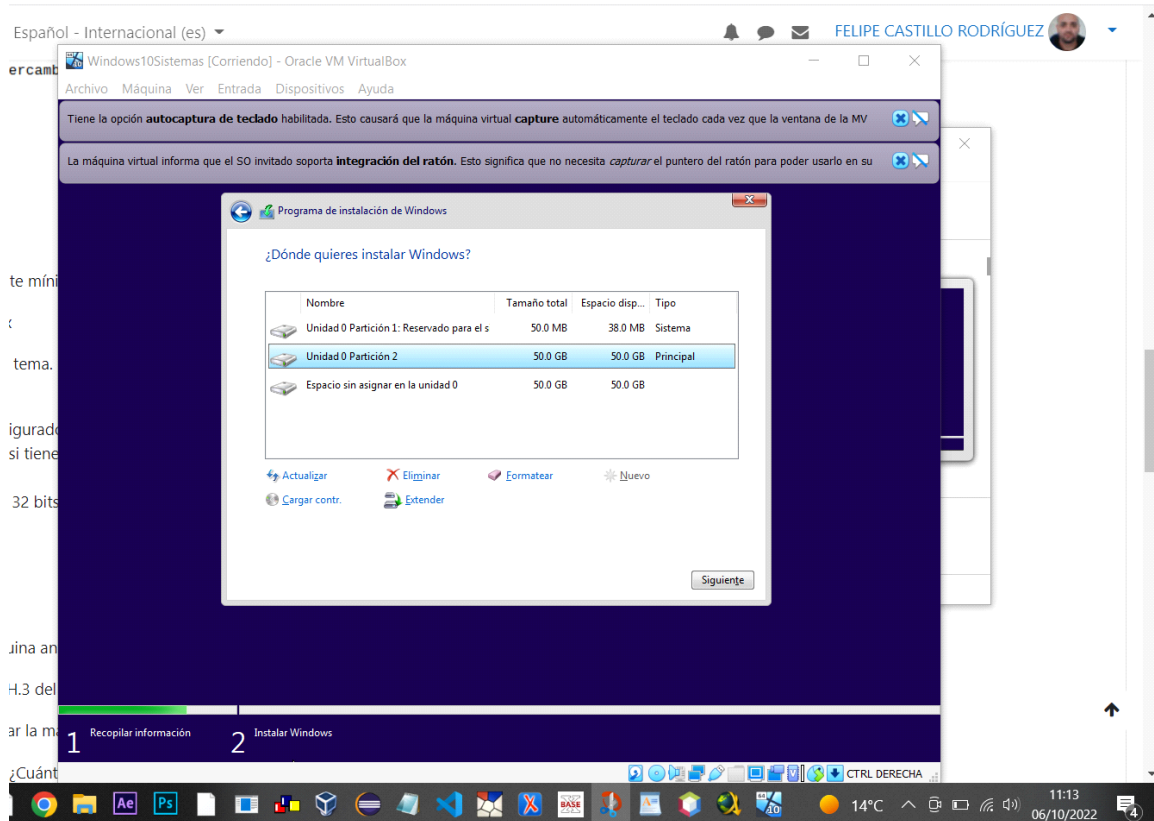 Español - Internacional (es)
FELIPE CASTILLO RODRÍGUEZ
ercamb
Windows10Sistemas [Corriendo] - Oracle VM VirtualBox
Archivo Máquina Ver Entrada Dispositivos Ayuda
Tiene la opción autocaptura de teclado habilitada. Esto causará que la máquina virtual capture automáticamente el teclado cada vez que la ventana de la MV
La máquina virtual informa que el SO invitado soporta integración del ratón. Esto significa que no necesita capturar el puntero del ratón para poder usarlo en su
Programa de instalación de Windows
¿Dónde quieres instalar Windows?
Nombre Tamaño total Espacio disp... Tipo
Unidad 0 Partición 1: Reservado para el s 50.0 MB 38.0 MB Sistema
Unidad 0 Partición 2 50.0 GB 50.0 GB Principal
Espacio sin asignar en la unidad 0 50.0 GB 50.0 GB
Actualizar Eliminar Formatear Nuevo
Cargar contr. Extender
Siguiente
te míni
x
tema.
igurado
si tiene
32 bits
uina an
H.3 del
ar la m
¿Cuánt
1 Recopilar información 2 Instalar Windows
CTRL DERECHA
Ae Ps BASE 64 10 14°C 11:13
06/10/2022
4